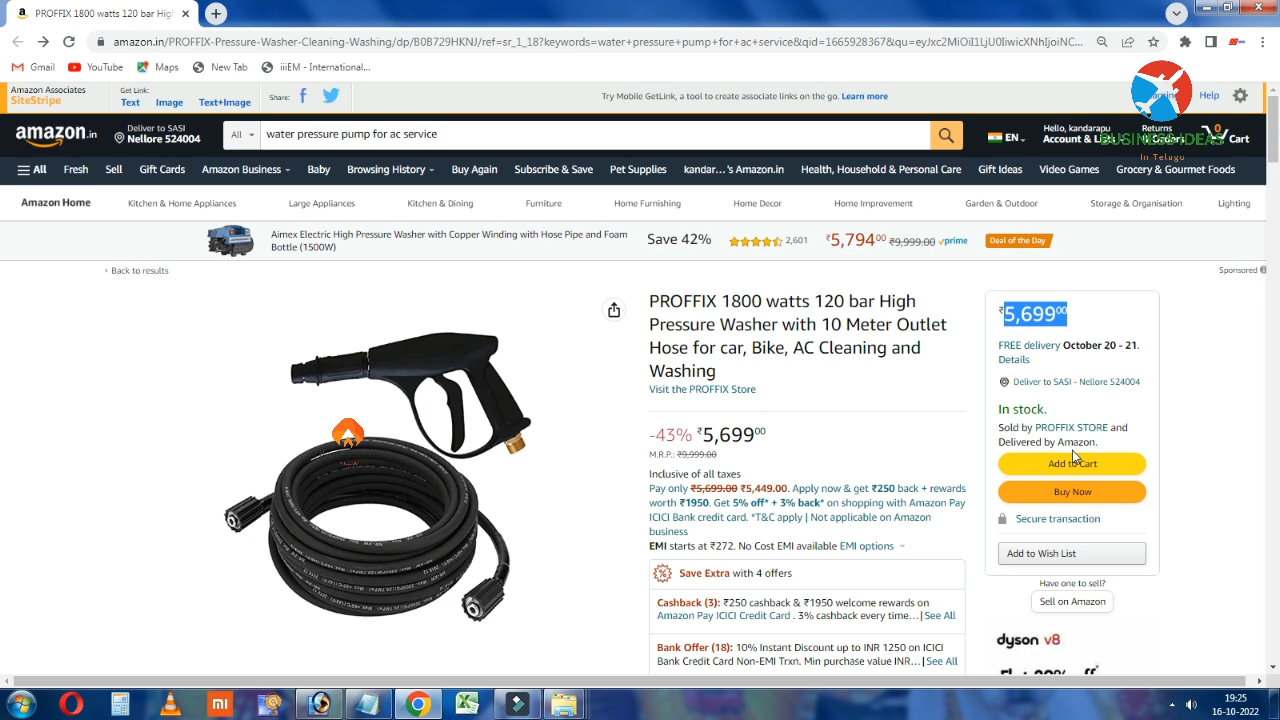 PROFFIX 1800 watts 120 bar High
amazon.in/PROFFIX-Pressure-Washer-Cleaning-Washing/dp/B0B729HKNJ/ref=sr_1_18?keywords=water+pressure+pump+for+ac+service&qid=1665928367&qu=eyJxc2MiOiI1LjU0IiwicXNhIjoiNC...
Gmail YouTube Maps New Tab iiiEM - International...
Amazon Associates
SiteStripe
Get Link:
Text Image Text+Image
Share:
Try Mobile GetLink, a tool to create associate links on the go. Learn more
Help
amazon.in
Deliver to SASI
Nellore 524004
All water pressure pump for ac service
EN
Hello, kandarapu
Account & Lists
Returns
& Orders
0
Cart
BUSINESS IDEAS
In Telugu
All Fresh Sell Gift Cards Amazon Business Baby Browsing History Buy Again Subscribe & Save Pet Supplies kandar...'s Amazon.in Health, Household & Personal Care Gift Ideas Video Games Grocery & Gourmet Foods
Amazon Home Kitchen & Home Appliances Large Appliances Kitchen & Dining Furniture Home Furnishing Home Decor Home Improvement Garden & Outdoor Storage & Organisation Lighting
Aimex Electric High Pressure Washer with Copper Winding with Hose Pipe and Foam
Bottle (1500W)
Save 42% 2,601 ₹5,79400 ₹9,999.00 prime Deal of the Day
‹ Back to results
Sponsored
PROFFIX 1800 watts 120 bar High
Pressure Washer with 10 Meter Outlet
Hose for car, Bike, AC Cleaning and
Washing
Visit the PROFFIX Store
-43% ₹5,69900
M.R.P.: ₹9,999.00
Inclusive of all taxes
Pay only ₹5,699.00 ₹5,449.00. Apply now & get ₹250 back + rewards
worth ₹1950. Get 5% off* + 3% back* on shopping with Amazon Pay
ICICI Bank credit card. *T&C apply | Not applicable on Amazon
business
EMI starts at ₹272. No Cost EMI available EMI options
Save Extra with 4 offers
Cashback (3): ₹250 cashback & ₹1950 welcome rewards on
Amazon Pay ICICI Credit Card . 3% cashback every time...| See All
Bank Offer (18): 10% Instant Discount up to INR 1250 on ICICI
Bank Credit Card Non-EMI Trxn. Min purchase value INR...| See All
₹5,69900
FREE delivery October 20 - 21.
Details
Deliver to SASI - Nellore 524004
In stock.
Sold by PROFFIX STORE and
Delivered by Amazon.
Add to Cart
Buy Now
Secure transaction
Add to Wish List
Have one to sell?
Sell on Amazon
dyson v8
19:25
16-10-2022